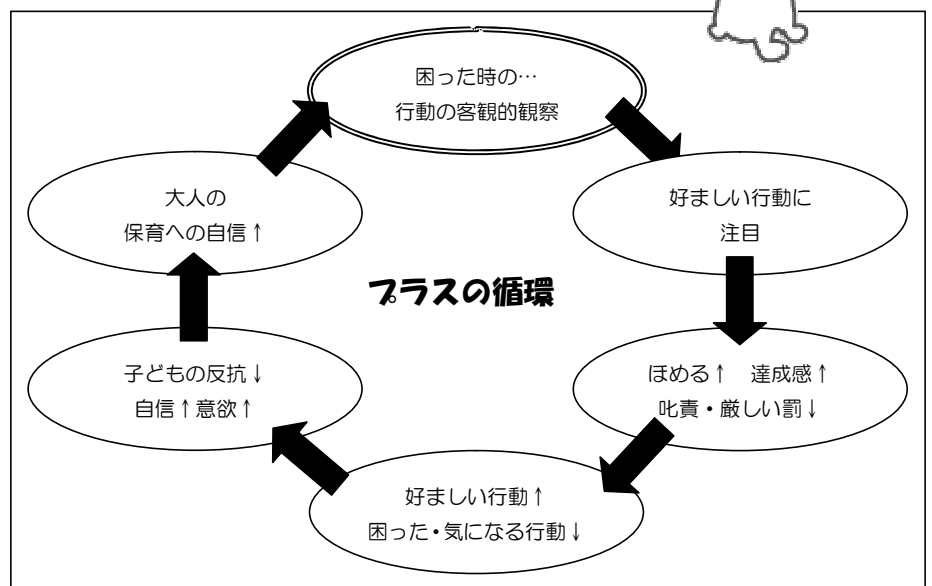 困った時の…
行動の客観的観察
好ましい行動に
注目
ほめる↑　達成感↑
叱責・厳しい罰↓
好ましい行動↑
困った・気になる行動↓
子どもの反抗↓
自信↑意欲↑
大人の
保育への自信↑
プラスの循環